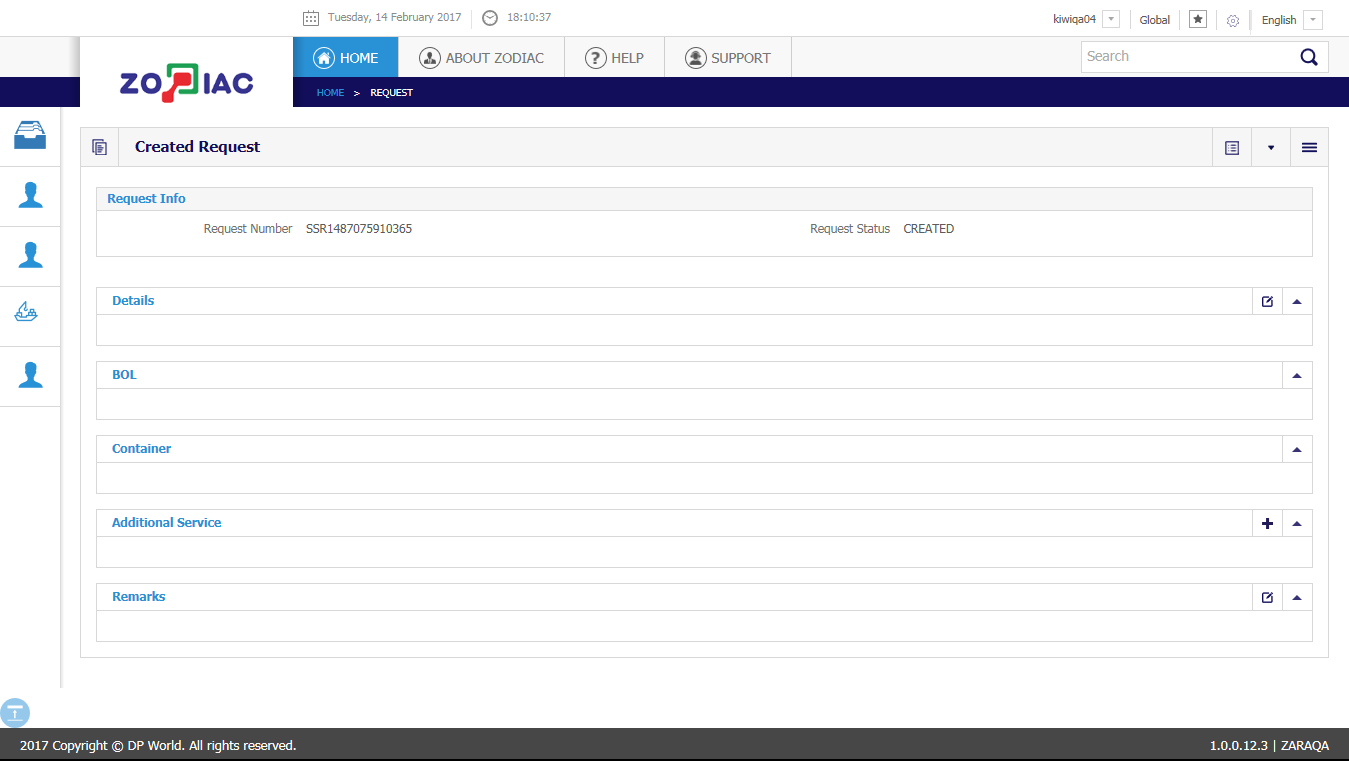 Tuesday, 14 February 2017 18:10:37 kiwiqa04 Global English
ZODIAC
HOME ABOUT ZODIAC ? HELP SUPPORT Search
HOME > REQUEST
Created Request
Request Info
Request Number SSR1487075910365 Request Status CREATED
Details
BOL
Container
Additional Service
Remarks
2017 Copyright © DP World. All rights reserved. 1.0.0.12.3 | ZARAQA